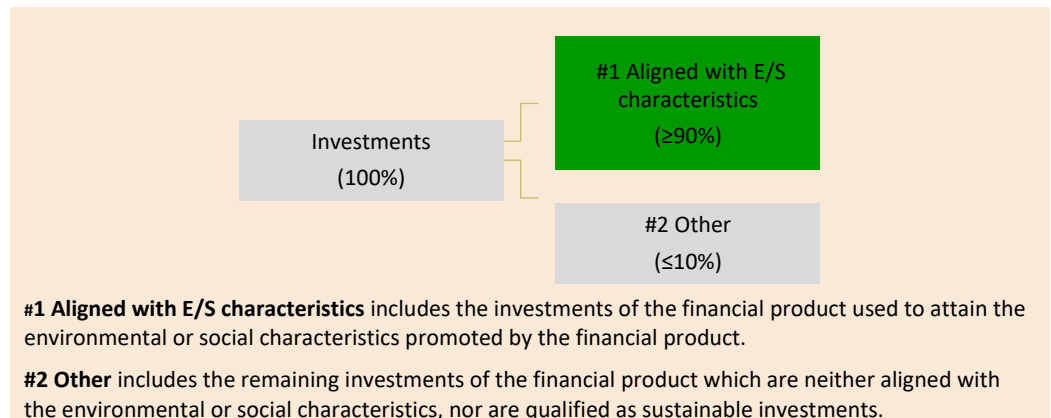 #1 Aligned with E/S
characteristics
(≥90%)
Investments
(100%)
#2 Other
(≤10%)
#1 Aligned with E/S characteristics includes the investments of the financial product used to attain the
environmental or social characteristics promoted by the financial product.
#2 Other includes the remaining investments of the financial product which are neither aligned with
the environmental or social characteristics, nor are qualified as sustainable investments.